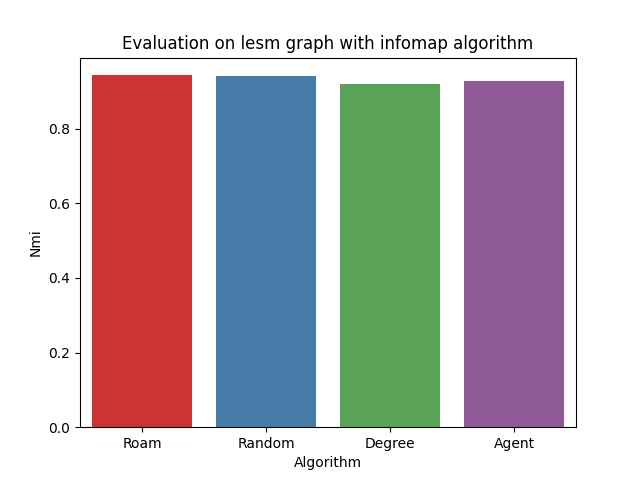 Evaluation on lesm graph with infomap algorithm
0.8
0.6
0.4
0.2
0.0
Nmi
Roam Random Degree Agent
Algorithm